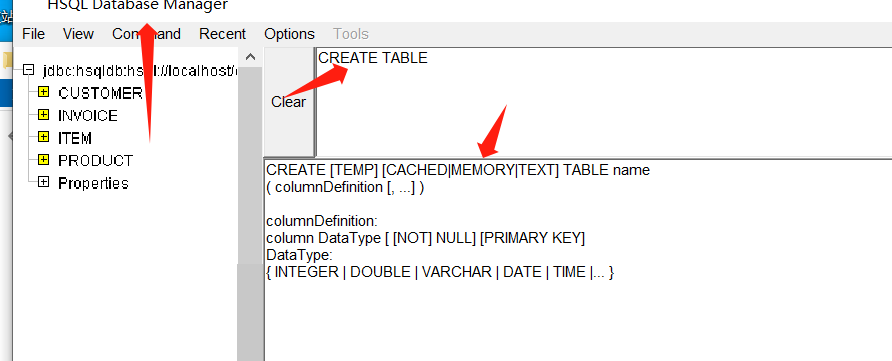 站
HSQL Database Manager
File View Command Recent Options Tools
jdbc:hsqldb:hsql://localhost/
CUSTOMER
INVOICE
ITEM
PRODUCT
Properties
Clear
CREATE TABLE
CREATE [TEMP] [CACHED|MEMORY|TEXT] TABLE name
( columnDefinition [, ...] )
columnDefinition:
column DataType [ [NOT] NULL] [PRIMARY KEY]
DataType:
{ INTEGER | DOUBLE | VARCHAR | DATE | TIME |... }